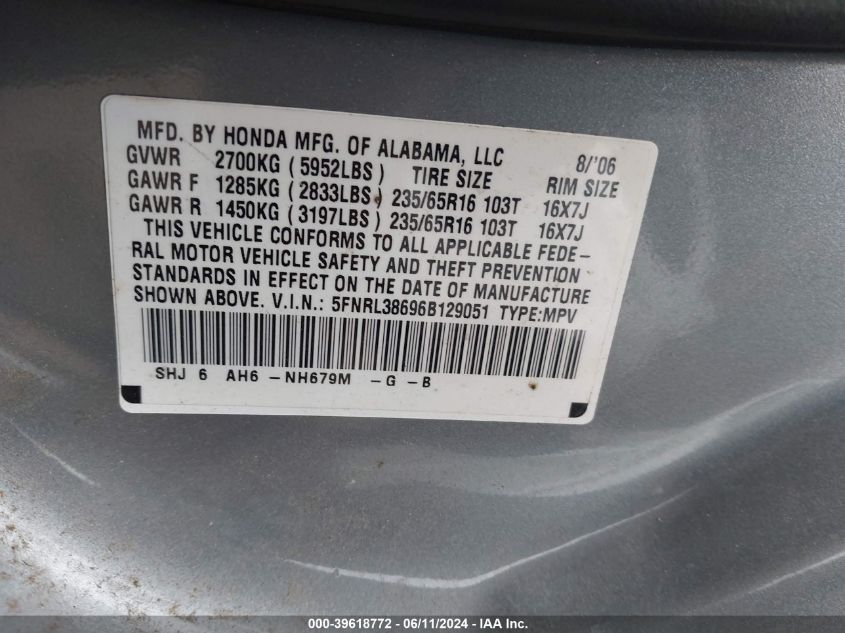 MFD. BY HONDA MFG. OF ALABAMA, LLC 8/'06
GVWR 2700KG (5952LBS) TIRE SIZE RIM SIZE
GAWR F 1285KG (2833LBS) 235/65R16 103T 16X7J
GAWR R 1450KG (3197LBS) 235/65R16 103T 16X7J
THIS VEHICLE CONFORMS TO ALL APPLICABLE FEDE-
RAL MOTOR VEHICLE SAFETY AND THEFT PREVENTION
STANDARDS IN EFFECT ON THE DATE OF MANUFACTURE
SHOWN ABOVE. V.I.N.: 5FNRL38696B129051 TYPE:MPV
SHJ 6 AH6 -NH679M -G -B
000-39618772 - 06/11/2024 - IAA Inc.